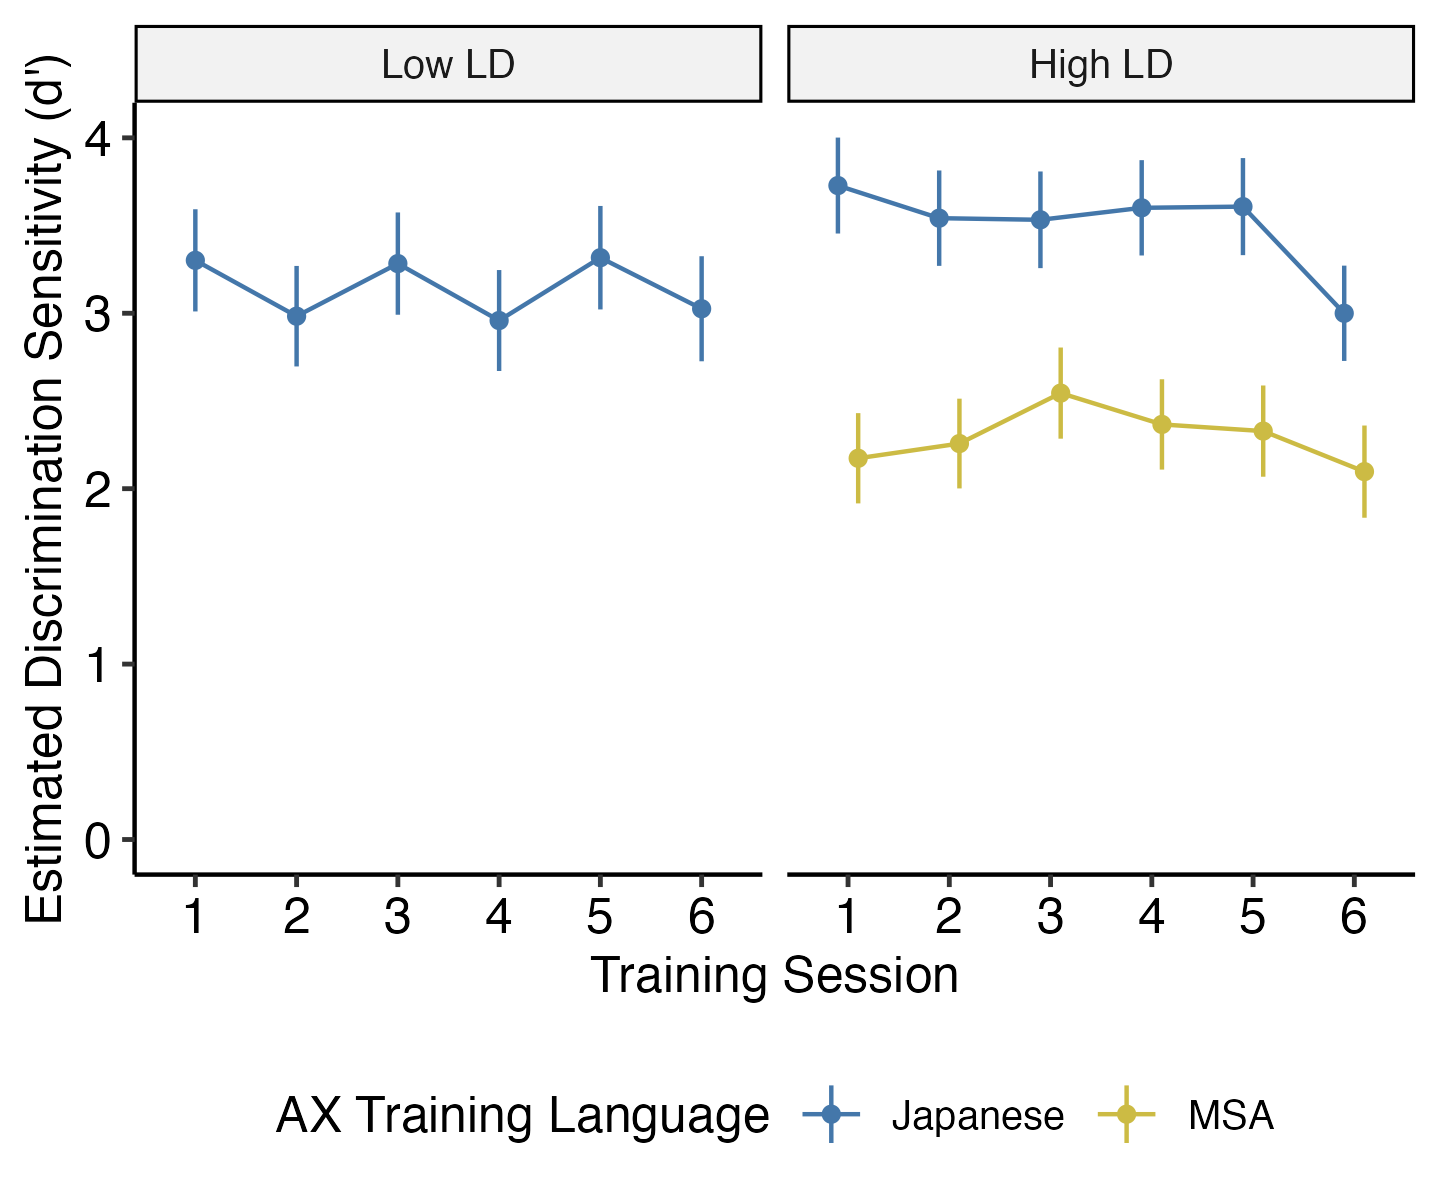 Low LD
High LD
Estimated Discrimination Sensitivity (d')
4
3
2
1
0
1 2 3 4 5 6
1 2 3 4 5 6
Training Session
AX Training Language
Japanese
MSA